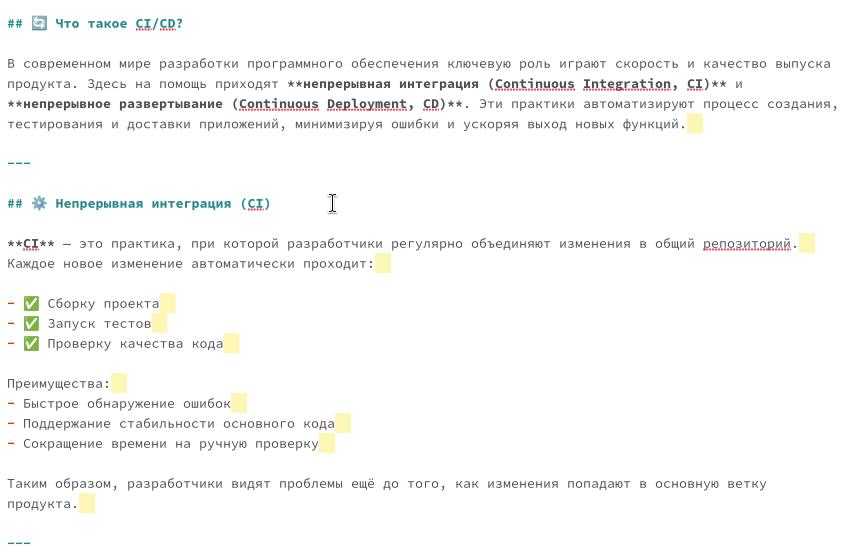 ## 🔄 Что такое CI/CD?
В современном мире разработки программного обеспечения ключевую роль играют скорость и качество выпуска
продукта. Здесь на помощь приходят **непрерывная интеграция (Continuous Integration, CI)** и
**непрерывное развертывание (Continuous Deployment, CD)**. Эти практики автоматизируют процесс создания,
тестирования и доставки приложений, минимизируя ошибки и ускоряя выход новых функций.
---
## ⚙️ Непрерывная интеграция (CI)
**CI** — это практика, при которой разработчики регулярно объединяют изменения в общий репозиторий.
Каждое новое изменение автоматически проходит:
- ✅ Сборку проекта
- ✅ Запуск тестов
- ✅ Проверку качества кода
Преимущества:
- Быстрое обнаружение ошибок
- Поддержание стабильности основного кода
- Сокращение времени на ручную проверку
Таким образом, разработчики видят проблемы ещё до того, как изменения попадают в основную ветку
продукта.
---